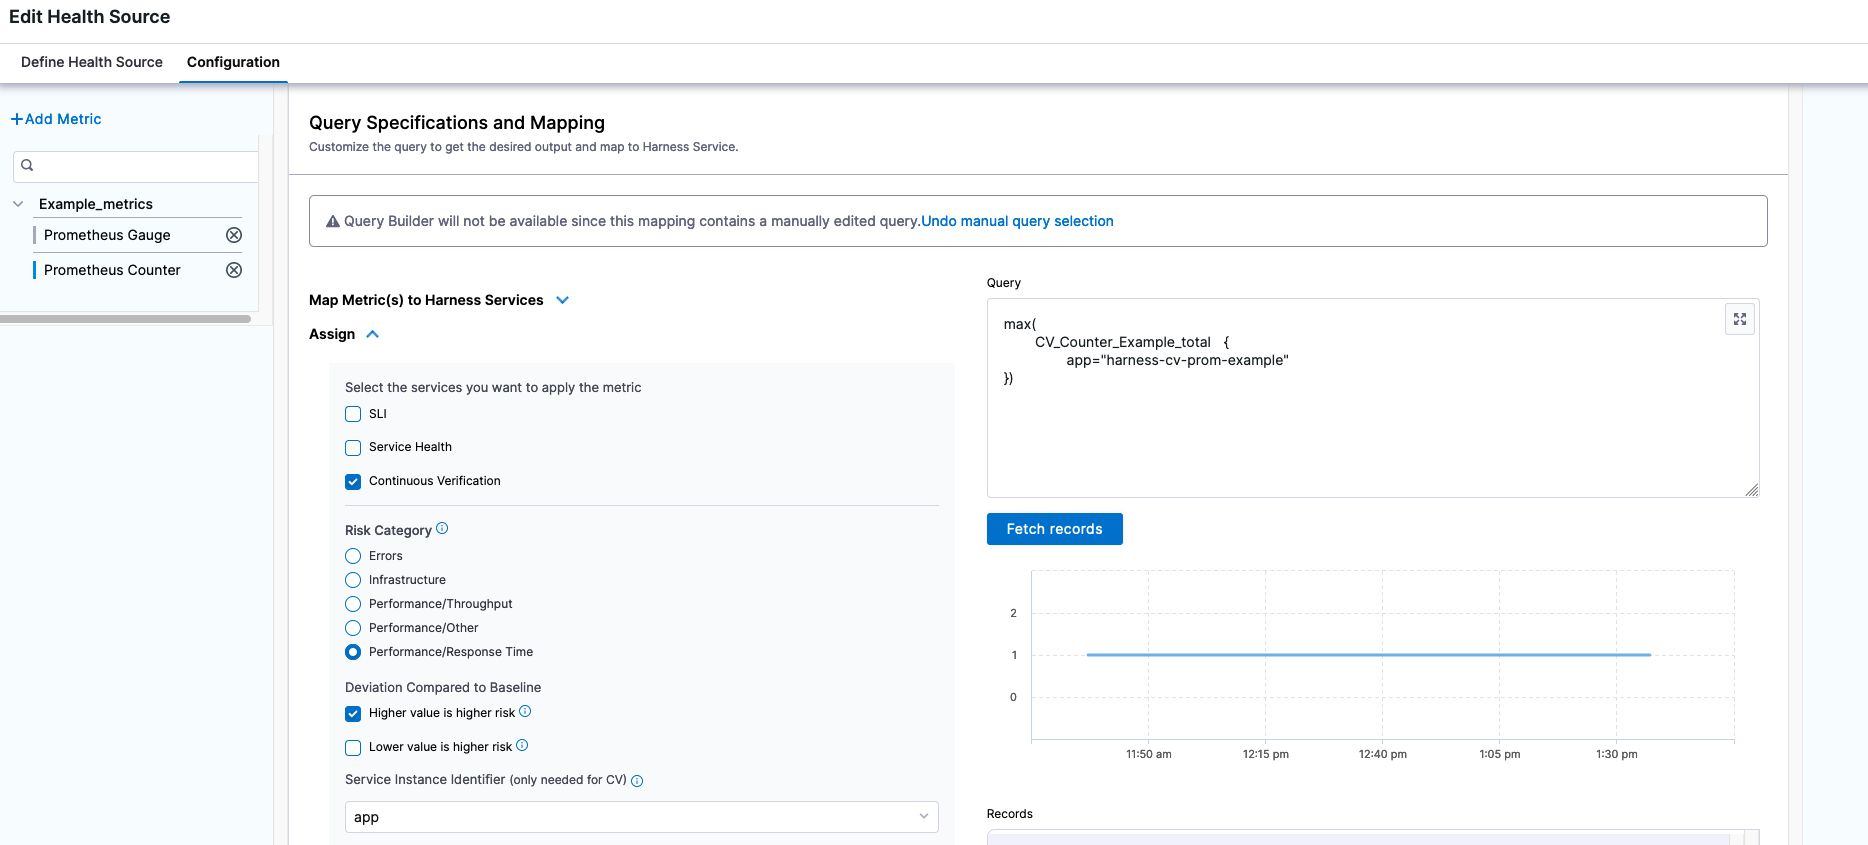 Edit Health Source
Define Health Source
Configuration
Add Metric
Example_metrics
Prometheus Gauge
Prometheus Counter
Query Specifications and Mapping
Customize the query to get the desired output and map to Harness Service.
Query Builder will not be available since this mapping contains a manually edited query.Undo manual query selection
Map Metric(s) to Harness Services
Assign
Select the services you want to apply the metric
SLI
Service Health
Continuous Verification
Risk Category
Errors
Infrastructure
Performance/Throughput
Performance/Other
Performance/Response Time
Deviation Compared to Baseline
Higher value is higher risk
Lower value is higher risk
Service Instance Identifier (only needed for CV)
app
Query
max(
CV_Counter_Example_total {
app="harness-cv-prom-example"
})
Fetch records
2
1
0
11:50 am
12:15 pm
12:40 pm
1:05 pm
1:30 pm
Records